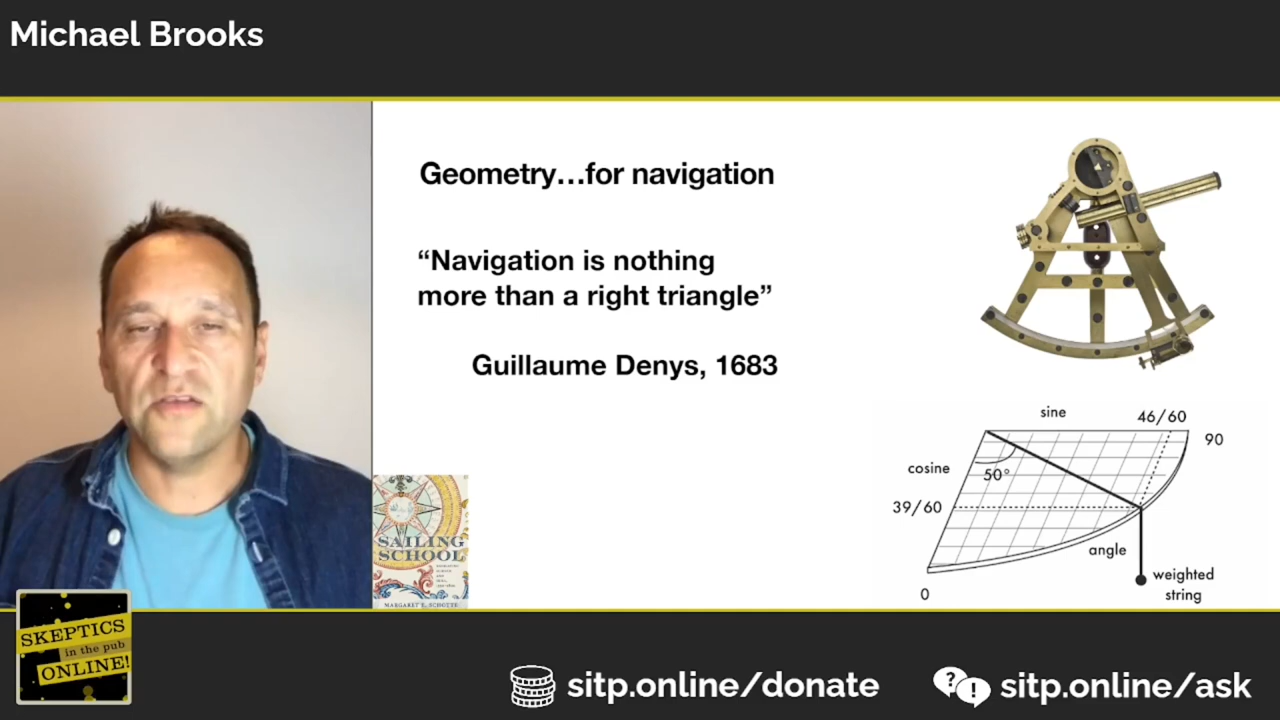 Michael Brooks
Geometry…for navigation
“Navigation is nothing
more than a right triangle”
Guillaume Denys, 1683
sine
46/60
90
cosine
50°
39/60
angle
weighted
string
0
SAILING
SCHOOL
MARGARET E. SCHOTTE
SKEPTICS
in the pub
ONLINE!
sitp.online/donate
sitp.online/ask